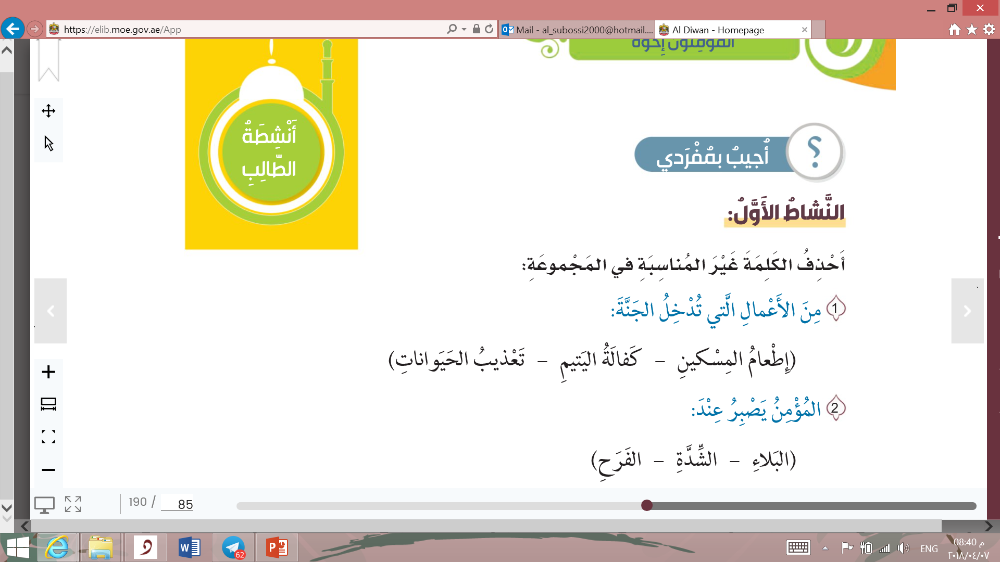 https://elib.moe.gov.ae/App
Mail - al_subossi2000@hotmail....
Al Diwan - Homepage
المؤمنون إخوة
أَنْشِطَةُ
الطّالِبِ
؟
أُجيبُ بمُفْرَدي
النَّشاطُ الأَوَّلُ:
أَحْذِفُ الكَلِمَةَ غَيْرَ المُناسِبَةِ في المَجْموعَةِ:
1 مِنَ الأَعْمالِ الَّتي تُدْخِلُ الجَنَّةَ:
(إِطْعامُ المِسْكينِ – كَفالَةُ اليَتيمِ – تَعْذيبُ الحَيَواناتِ)
2 المُؤْمِنُ يَصْبِرُ عِنْدَ:
(البَلاءِ – الشِّدَّةِ – الفَرَحِ)
190 / 85
62
ENG
08:40 م
٢٠١٨/٠٤/٠٧